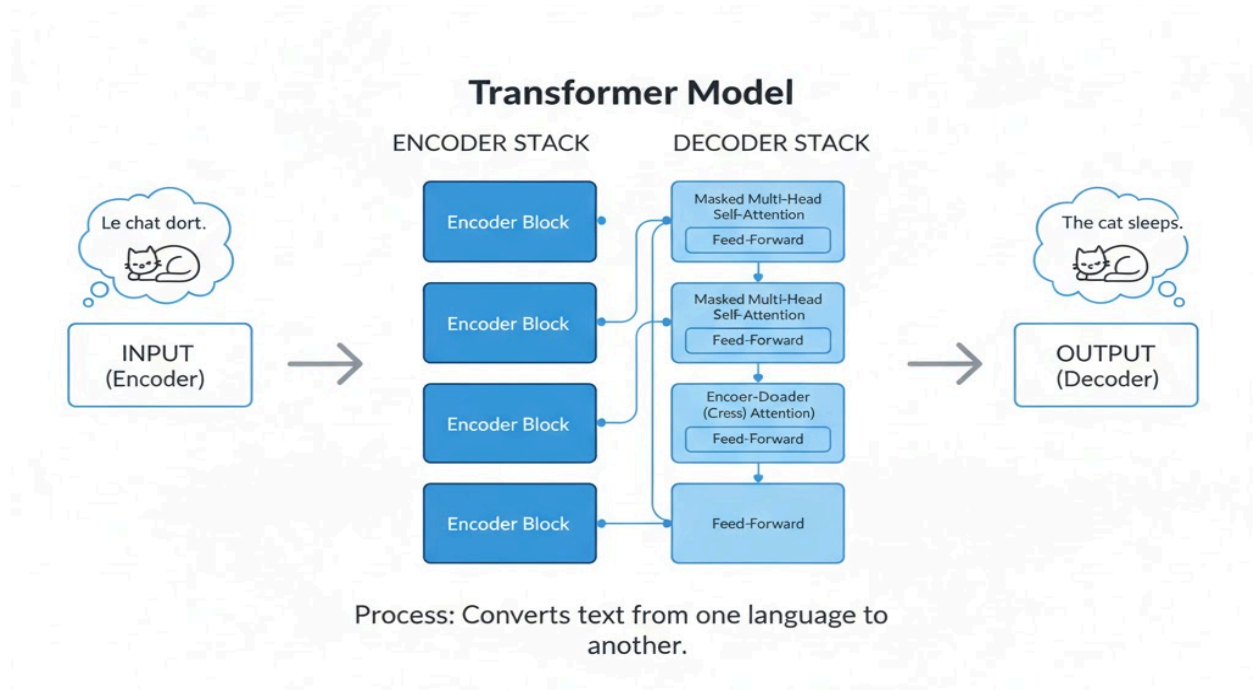 Transformer Model
ENCODER STACK
DECODER STACK
Le chat dort.
INPUT
(Encoder)
Encoder Block
Encoder Block
Encoder Block
Encoder Block
Masked Multi-Head
Self-Attention
Feed-Forward
Masked Multi-Head
Self-Attention
Feed-Forward
Encoer-Doader
(Cress) Attention)
Feed-Forward
Feed-Forward
The cat sleeps.
OUTPUT
(Decoder)
Process: Converts text from one language to
another.